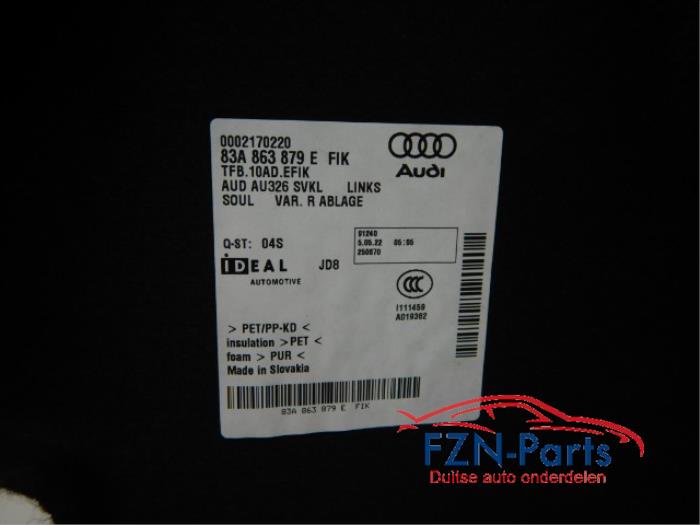 0002170220
83A 863 879 E FIK
TFB.10AD.EFIK
AUD AU326 SVKL LINKS
SOUL VAR. R ABLAGE
Audi
Q-ST: 04S
91240
5.05.22 05:05
250870
iDEAL
AUTOMOTIVE
JD8
CCC
I111459
A019362
> PET/PP-KD <
insulation >PET <
foam > PUR <
Made in Slovakia
83A 863 879 E FIK
FZN-Parts
Duitse auto onderdelen